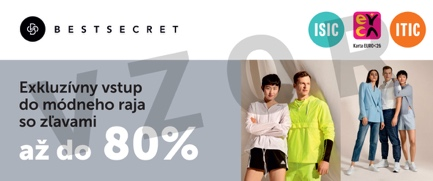 BESTSECRET
ISIC
EYCA
ITIC
Karta EURO<26
Exkluzívny vstup
do módneho raja
so zľavami
až do 80%
VZOR